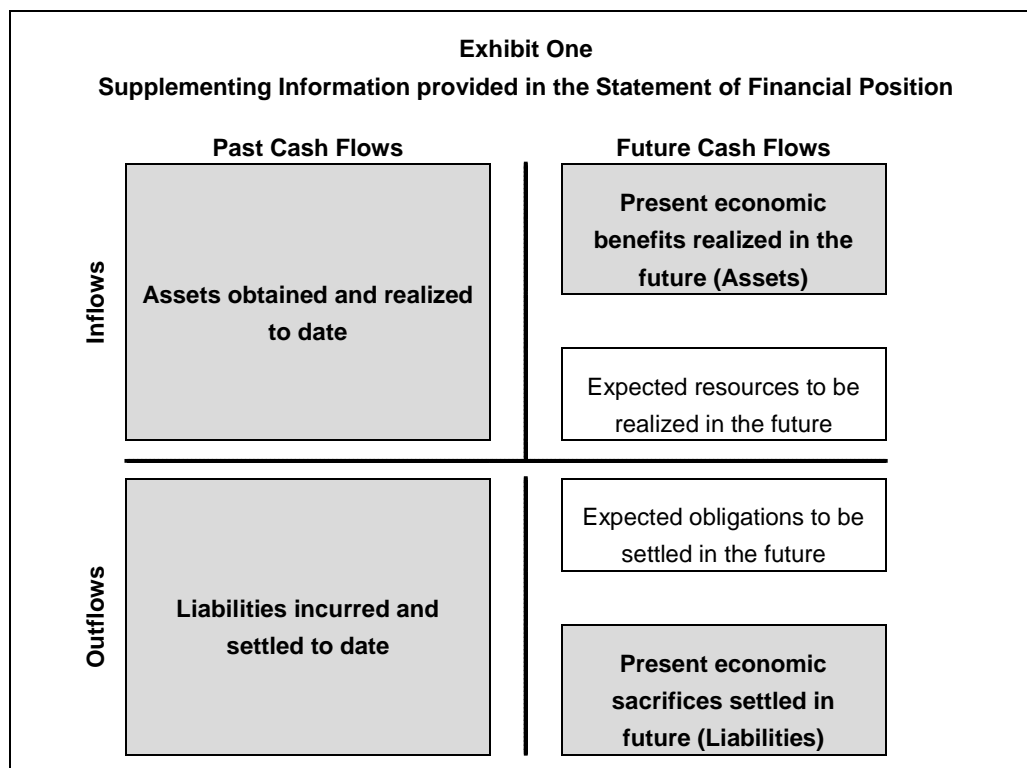 Exhibit One
Supplementing Information provided in the Statement of Financial Position
Past Cash Flows
Future Cash Flows
Inflows
Assets obtained and realized
to date
Present economic
benefits realized in the
future (Assets)
Expected resources to be
realized in the future
Outflows
Liabilities incurred and
settled to date
Expected obligations to be
settled in the future
Present economic
sacrifices settled in
future (Liabilities)